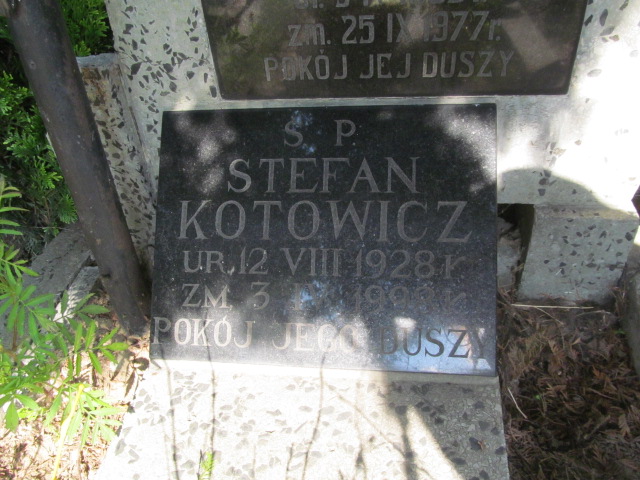 zm. 25 IX 1977 r.
POKÓJ JEJ DUSZY
Ś P
STEFAN
KOTOWICZ
UR. 12 VIII 1928 r
ZM. 3
POKÓJ JEGO DUSZY